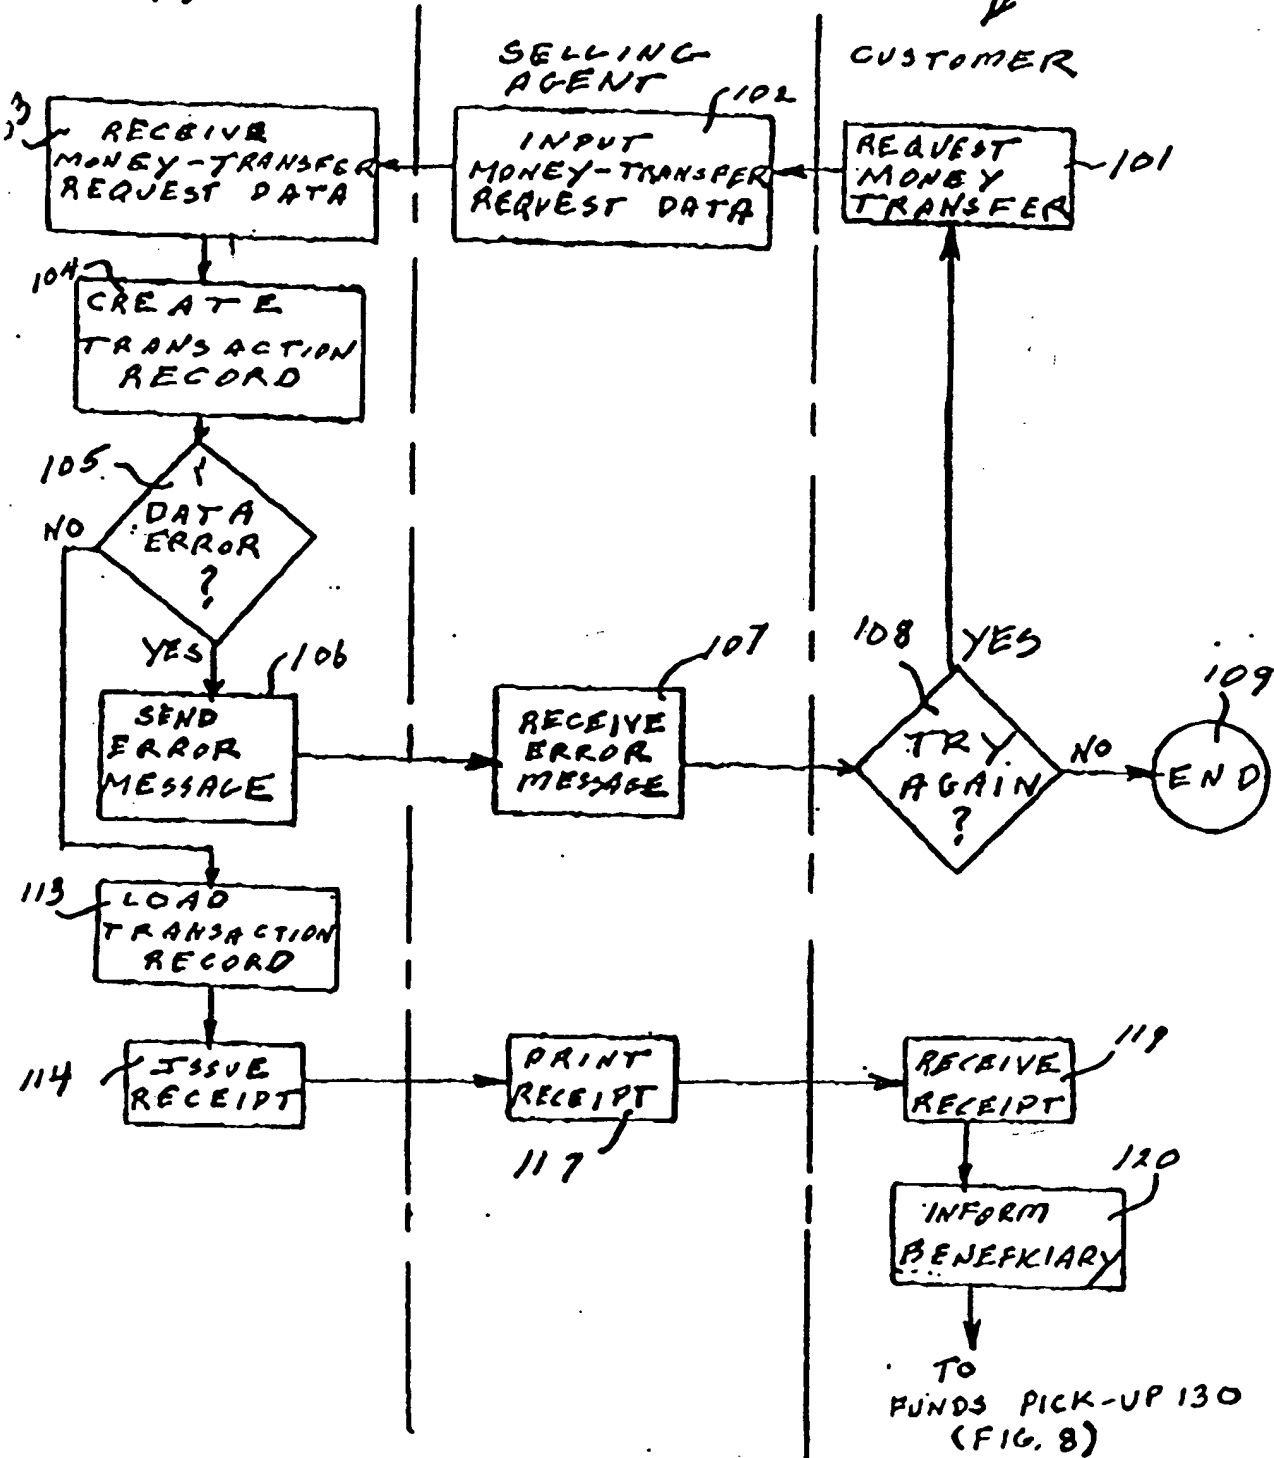 SELLING
AGENT
CUSTOMER
3
RECEIVE
MONEY-TRANSFER
REQUEST DATA
102
INPUT
MONEY-TRANSFER
REQUEST DATA
REQUEST
MONEY
TRANSFER
101
104
CREATE
TRANSACTION
RECORD
105
DATA
ERROR
?
NO
YES
106
SEND
ERROR
MESSAGE
107
RECEIVE
ERROR
MESSAGE
108
YES
TRY
AGAIN
?
NO
109
END
113
LOAD
TRANSACTION
RECORD
114
ISSUE
RECEIPT
PRINT
RECEIPT
117
119
RECEIVE
RECEIPT
120
INFORM
BENEFICIARY
TO
FUNDS PICK-UP 130
(FIG. 8)